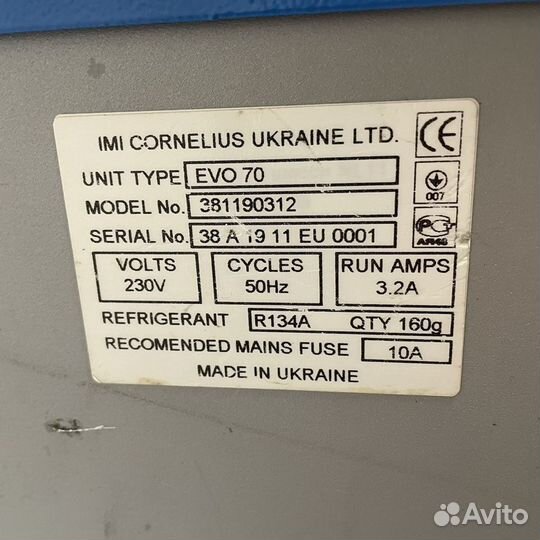 IMI CORNELIUS UKRAINE LTD. CE
UNIT TYPE EVO 70
007
MODEL No. 381190312
SERIAL No. 38 A 19 11 EU 0001
VOLTS CYCLES RUN AMPS
230V 50Hz 3.2A
REFRIGERANT R134A QTY 160g
RECOMENDED MAINS FUSE 10A
MADE IN UKRAINE
Avito